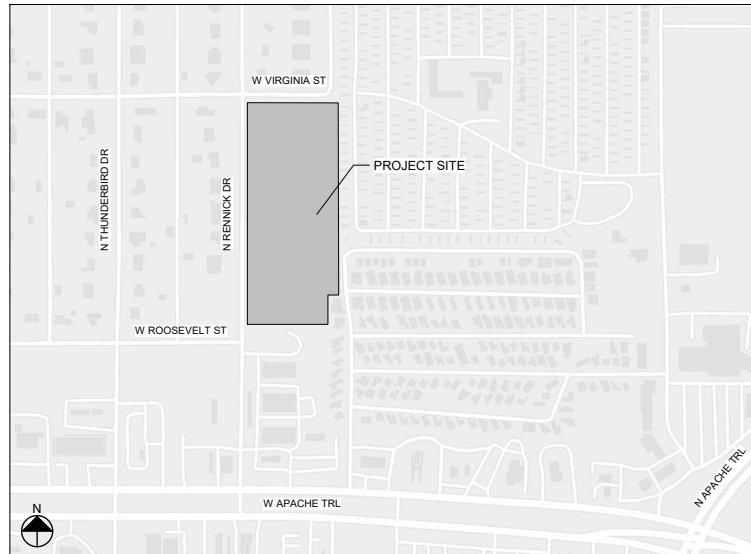 W VIRGINIA ST
PROJECT SITE
N THUNDERBIRD DR
N RENNICK DR
W ROOSEVELT ST
N APACHE TRL
W APACHE TRL
N